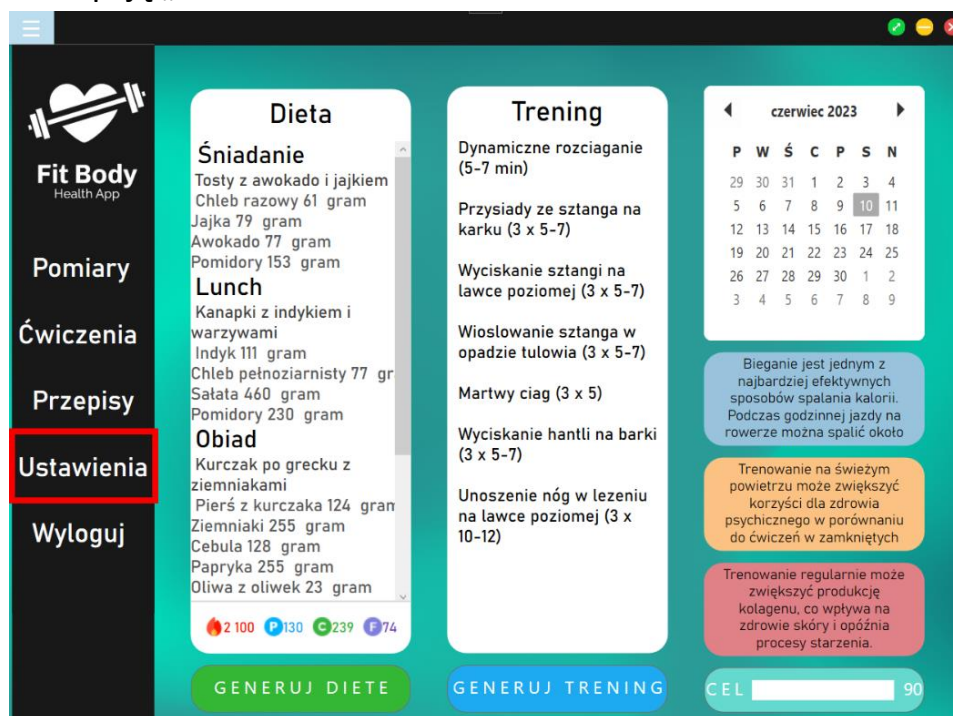 Fit Body
Health App
Pomiary
Ćwiczenia
Przepisy
Ustawienia
Wyloguj
Dieta
Śniadanie
Tosty z awokado i jajkiem
Chleb razowy 61 gram
Jajka 79 gram
Awokado 77 gram
Pomidory 153 gram
Lunch
Kanapki z indykiem i
warzywami
Indyk 111 gram
Chleb pełnoziarnisty 77 gr
Sałata 460 gram
Pomidory 230 gram
Obiad
Kurczak po grecku z
ziemniakami
Pierś z kurczaka 124 gram
Ziemniaki 255 gram
Cebula 128 gram
Papryka 255 gram
Oliwa z oliwek 23 gram
2 100 P 130 C 239 F 74
GENERUJ DIETE
Trening
Dynamiczne rozciaganie
(5-7 min)
Przysiady ze sztanga na
karku (3 x 5-7)
Wyciskanie sztangi na
lawce poziomej (3 x 5-7)
Wioslowanie sztanga w
opadzie tulowia (3 x 5-7)
Martwy ciag (3 x 5)
Wyciskanie hantli na barki
(3 x 5-7)
Unoszenie nóg w lezeniu
na lawce poziomej (3 x
10-12)
GENERUJ TRENING
czerwiec 2023
P W Ś C P S N
29 30 31 1 2 3 4
5 6 7 8 9 10 11
12 13 14 15 16 17 18
19 20 21 22 23 24 25
26 27 28 29 30 1 2
3 4 5 6 7 8 9
Bieganie jest jednym z
najbardziej efektywnych
sposobów spalania kalorii.
Podczas godzinnej jazdy na
rowerze można spalić około
Trenowanie na świeżym
powietrzu może zwiększyć
korzyści dla zdrowia
psychicznego w porównaniu
do ćwiczeń w zamkniętych
Trenowanie regularnie może
zwiększyć produkcję
kolagenu, co wpływa na
zdrowie skóry i opóźnia
procesy starzenia.
CEL 90